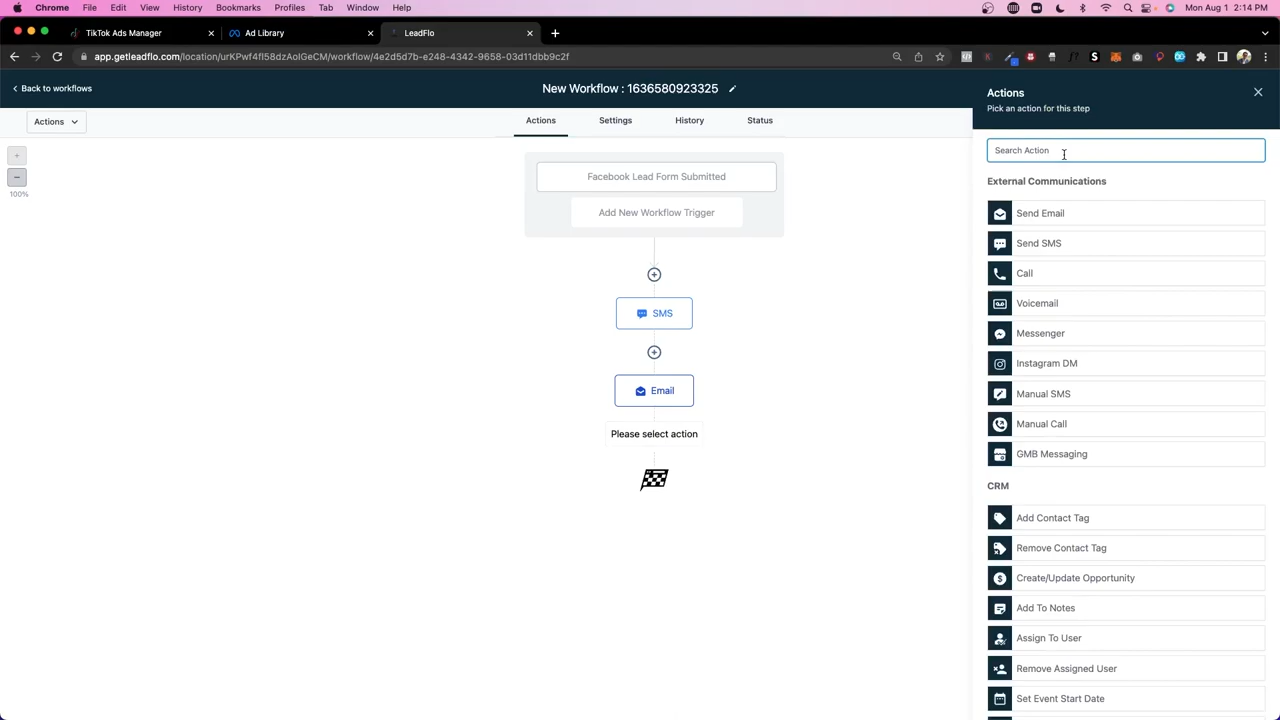 Chrome File Edit View History Bookmarks Profiles Tab Window Help
Mon Aug 1 2:14 PM
TikTok Ads Manager
Ad Library
LeadFlo
app.getleadflo.com/location/urKPwf4fl58dzAoIGeCM/workflow/4e2d5d7b-e248-4342-9658-03d11dbb9c2f
Back to workflows
New Workflow : 1636580923325
Actions
Pick an action for this step
Actions
Actions Settings History Status
100%
Facebook Lead Form Submitted
Add New Workflow Trigger
SMS
Email
Please select action
Search Action
External Communications
Send Email
Send SMS
Call
Voicemail
Messenger
Instagram DM
Manual SMS
Manual Call
GMB Messaging
CRM
Add Contact Tag
Remove Contact Tag
Create/Update Opportunity
Add To Notes
Assign To User
Remove Assigned User
Set Event Start Date